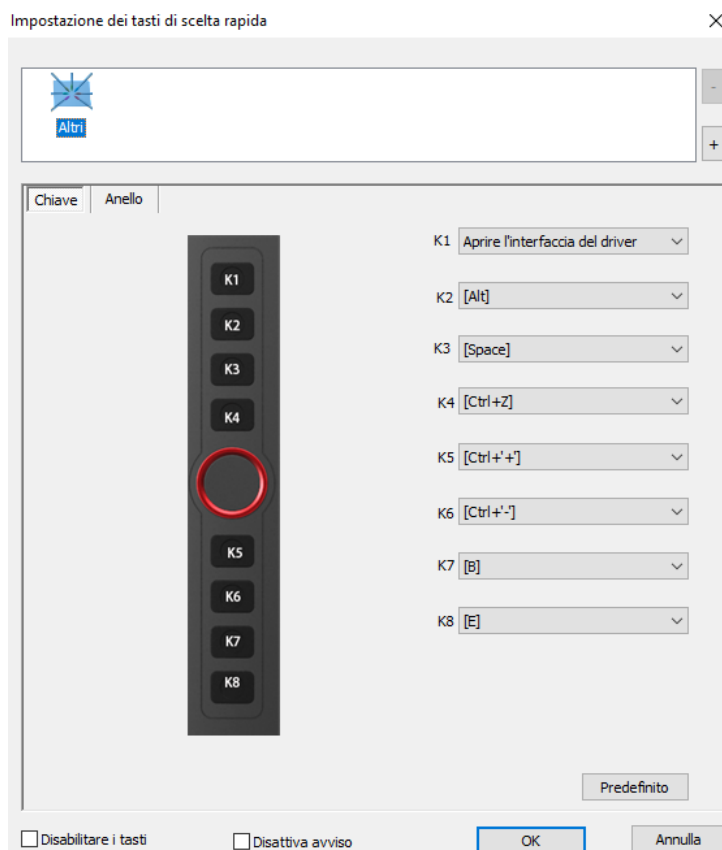 Impostazione dei tasti di scelta rapida
-
Altri
+
Chiave Anello
K1
K2
K3
K4
K5
K6
K7
K8
K1 Aprire l'interfaccia del driver
K2 [Alt]
K3 [Space]
K4 [Ctrl+Z]
K5 [Ctrl+'+']
K6 [Ctrl+'-']
K7 [B]
K8 [E]
Predefinito
Disabilitare i tasti Disattiva avviso OK Annulla